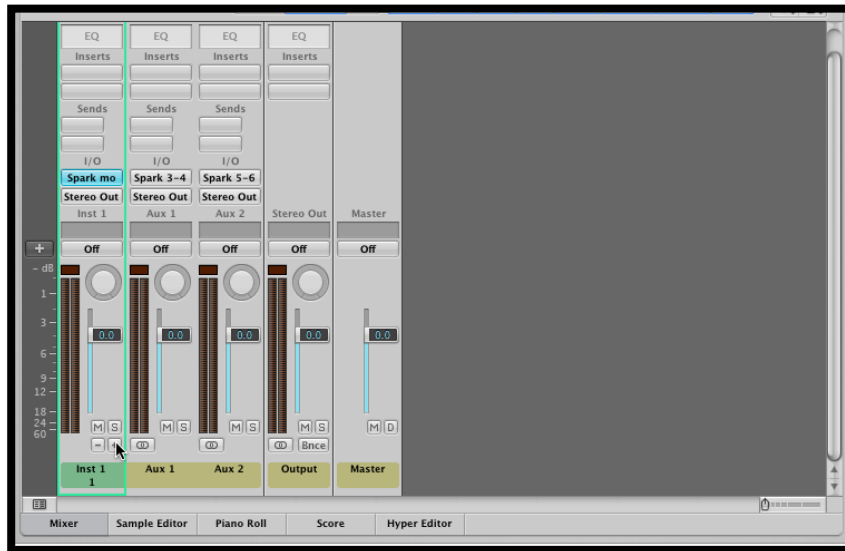 EQ EQ EQ EQ
Inserts Inserts Inserts Inserts
Sends Sends Sends
I/O I/O I/O
Spark mo Spark 3-4 Spark 5-6
Stereo Out Stereo Out Stereo Out
Inst 1 Aux 1 Aux 2 Stereo Out Master
+ Off Off Off Off Off
- dB
1
3
0.0 0.0 0.0 0.0 0.0
6
9
12
18
24 M S M S M S M S M D
60
- + Bnce
Inst 1 Aux 1 Aux 2 Output Master
1
Mixer Sample Editor Piano Roll Score Hyper Editor